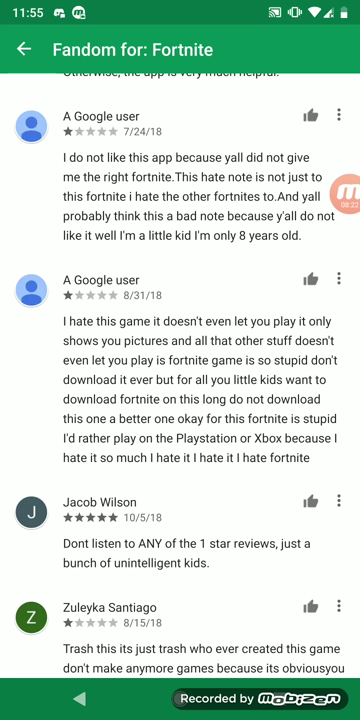 11:55
Fandom for: Fortnite
Otherwise, the app is very much helpful.
A Google user
7/24/18
I do not like this app because yall did not give
me the right fortnite.This hate note is not just to
this fortnite i hate the other fortnites to.And yall
probably think this a bad note because y'all do not
like it well I'm a little kid I'm only 8 years old.
08:22
A Google user
8/31/18
I hate this game it doesn't even let you play it only
shows you pictures and all that other stuff doesn't
even let you play is fortnite game is so stupid don't
download it ever but for all you little kids want to
download fortnite on this long do not download
this one a better one okay for this fortnite is stupid
I'd rather play on the Playstation or Xbox because I
hate it so much I hate it I hate it I hate fortnite
J
Jacob Wilson
10/5/18
Dont listen to ANY of the 1 star reviews, just a
bunch of unintelligent kids.
Z
Zuleyka Santiago
8/15/18
Trash this its just trash who ever created this game
don't make anymore games because its obviousyou
Recorded by mobizen